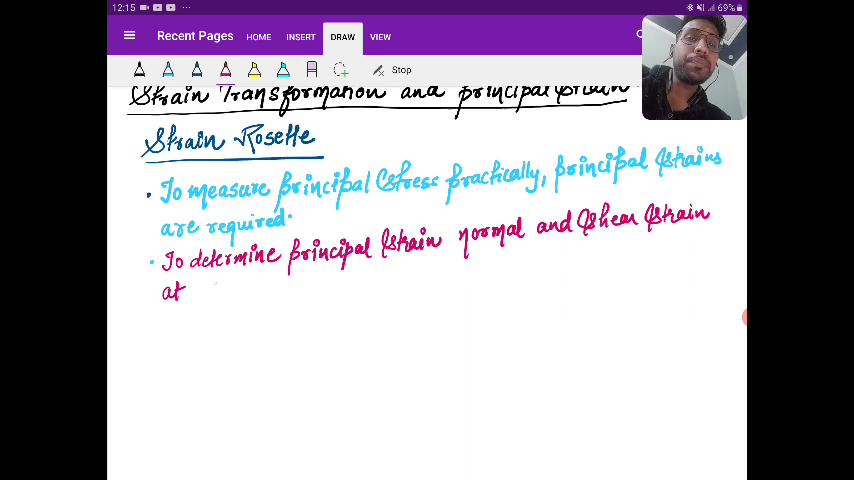 12:15
69%
Recent Pages HOME INSERT DRAW VIEW
Stop
Strain Transformation and principal Strain
Strain Rosette
• To measure principal Stress practically, principal Strains
are required.
• To determine principal Strain normal and Shear Strain
at